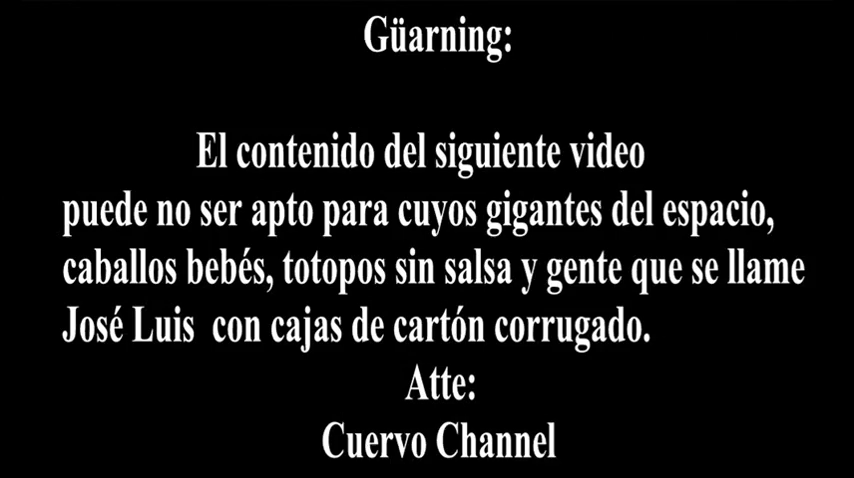 Güarning:
El contenido del siguiente video
puede no ser apto para cuyos gigantes del espacio,
caballos bebés, totopos sin salsa y gente que se llame
José Luis con cajas de cartón corrugado.
Atte:
Cuervo Channel